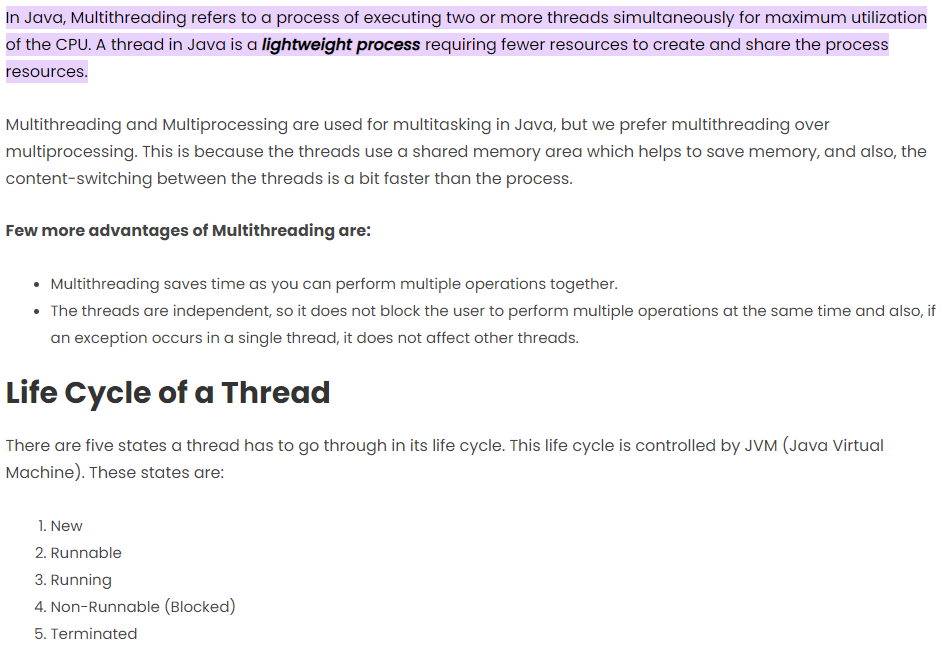 In Java, Multithreading refers to a process of executing two or more threads simultaneously for maximum utilization
of the CPU. A thread in Java is a lightweight process requiring fewer resources to create and share the process
resources.
Multithreading and Multiprocessing are used for multitasking in Java, but we prefer multithreading over
multiprocessing. This is because the threads use a shared memory area which helps to save memory, and also, the
content-switching between the threads is a bit faster than the process.
Few more advantages of Multithreading are:
• Multithreading saves time as you can perform multiple operations together.
• The threads are independent, so it does not block the user to perform multiple operations at the same time and also, if
an exception occurs in a single thread, it does not affect other threads.
Life Cycle of a Thread
There are five states a thread has to go through in its life cycle. This life cycle is controlled by JVM (Java Virtual
Machine). These states are:
1. New
2. Runnable
3. Running
4. Non-Runnable (Blocked)
5. Terminated